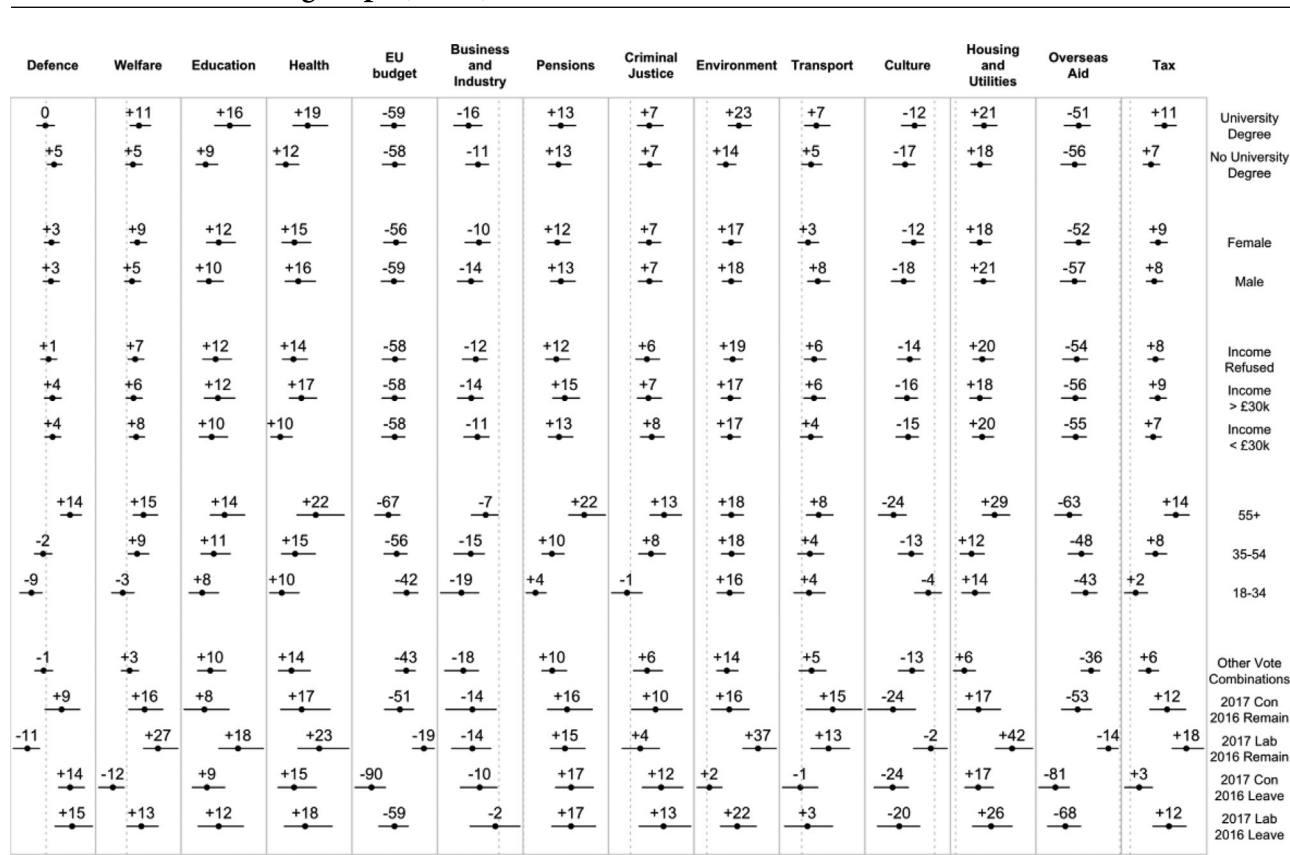 Defence Welfare Education Health EU budget Business and Industry Pensions Criminal Justice Environment Transport Culture Housing and Utilities Overseas Aid Tax
0 +11 +16 +19 -59 -16 +13 +7 +23 +7 -12 +21 -51 +11 University Degree
+5 +5 +9 +12 -58 -11 +13 +7 +14 +5 -17 +18 -56 +7 No University Degree
+3 +9 +12 +15 -56 -10 +12 +7 +17 +3 -12 +18 -52 +9 Female
+3 +5 +10 +16 -59 -14 +13 +7 +18 +8 -18 +21 -57 +8 Male
+1 +7 +12 +14 -58 -12 +12 +6 +19 +6 -14 +20 -54 +8 Income Refused
+4 +6 +12 +17 -58 -14 +15 +7 +17 +6 -16 +18 -56 +9 Income > £30k
+4 +8 +10 +10 -58 -11 +13 +8 +17 +4 -15 +20 -55 +7 Income < £30k
+14 +15 +14 +22 -67 -7 +22 +13 +18 +8 -24 +29 -63 +14 55+
-2 +9 +11 +15 -56 -15 +10 +8 +18 +4 -13 +12 -48 +8 35-54
-9 -3 +8 +10 -42 -19 +4 -1 +16 +4 -4 +14 -43 +2 18-34
-1 +3 +10 +14 -43 -18 +10 +6 +14 +5 -13 +6 -36 +6 Other Vote Combinations
+9 +16 +8 +17 -51 -14 +16 +10 +16 +15 -24 +17 -53 +12 2017 Con 2016 Remain
-11 +27 +18 +23 -19 -14 +15 +4 +37 +13 -2 +42 -14 +18 2017 Lab 2016 Remain
+14 -12 +9 +15 -90 -10 +17 +12 +2 -1 -24 +17 -81 +3 2017 Con 2016 Leave
+15 +13 +12 +18 -59 -2 +17 +13 +22 +3 -20 +26 -68 +12 2017 Lab 2016 Leave